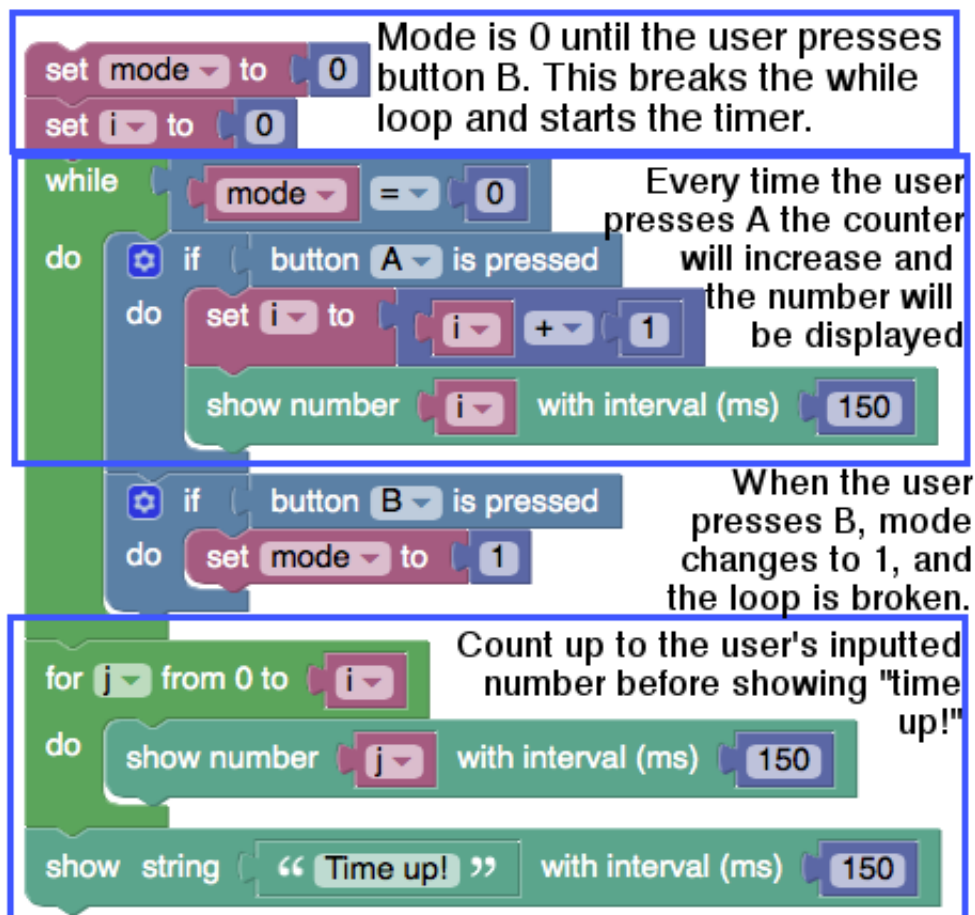 Mode is 0 until the user presses
set mode to 0
button B. This breaks the while
set i to 0
loop and starts the timer.
while mode = 0
Every time the user
presses A the counter
do if button A is pressed
will increase and
do set i to i + 1
the number will
be displayed
show number i with interval (ms) 150
When the user
if button B is pressed
presses B, mode
do set mode to 1
changes to 1, and
the loop is broken.
Count up to the user's inputted
for j from 0 to i
number before showing "time
up!"
do show number j with interval (ms) 150
show string “ Time up! ” with interval (ms) 150